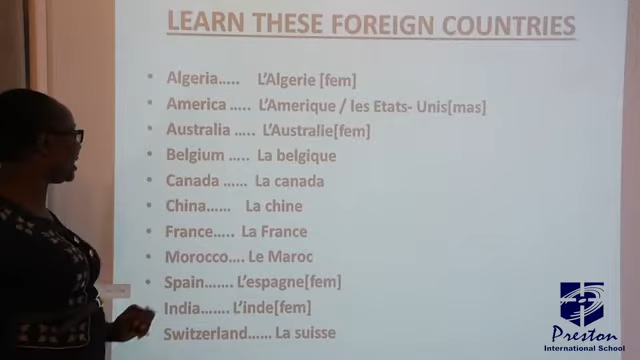 LEARN THESE FOREIGN COUNTRIES
• Algeria..... L'Algerie [fem]
• America ..... L'Amerique / les Etats- Unis[mas]
• Australia ..... L'Australie[fem]
• Belgium ..... La belgique
• Canada ...... La canada
• China...... La chine
• France..... La France
• Morocco.... Le Maroc
• Spain....... L'espagne[fem]
India....... L'inde[fem]
Switzerland...... La suisse
Preston
International School